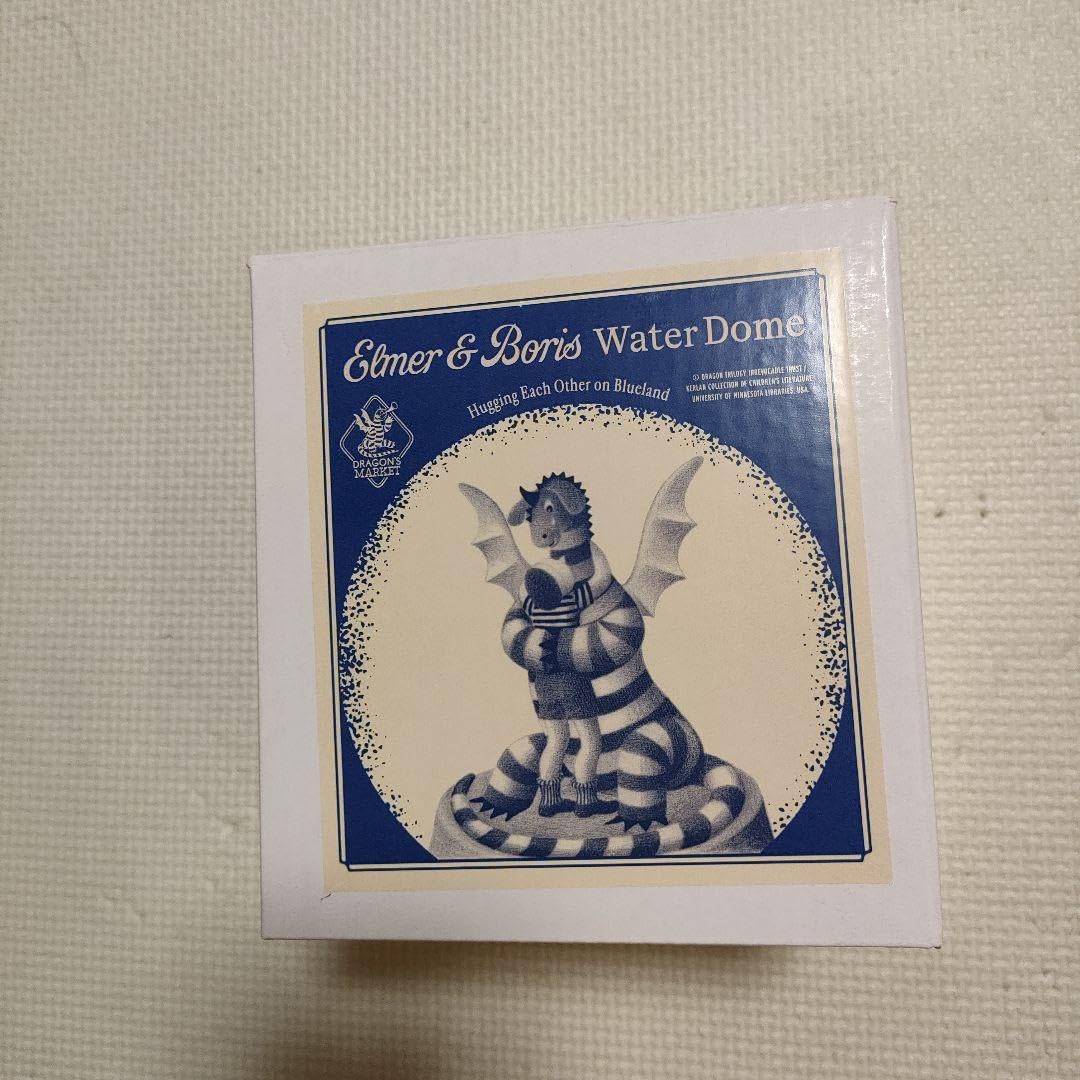 Elmer & Boris Water Dome
Hugging Each Other on Blueland
© DRAGON TRILOGY IRREVOCABLE TRUST /
KERLAN COLLECTION OF CHILDREN'S LITERATURE
UNIVERSITY OF MINNESOTA LIBRARIES, USA.
DRAGON'S
MARKET